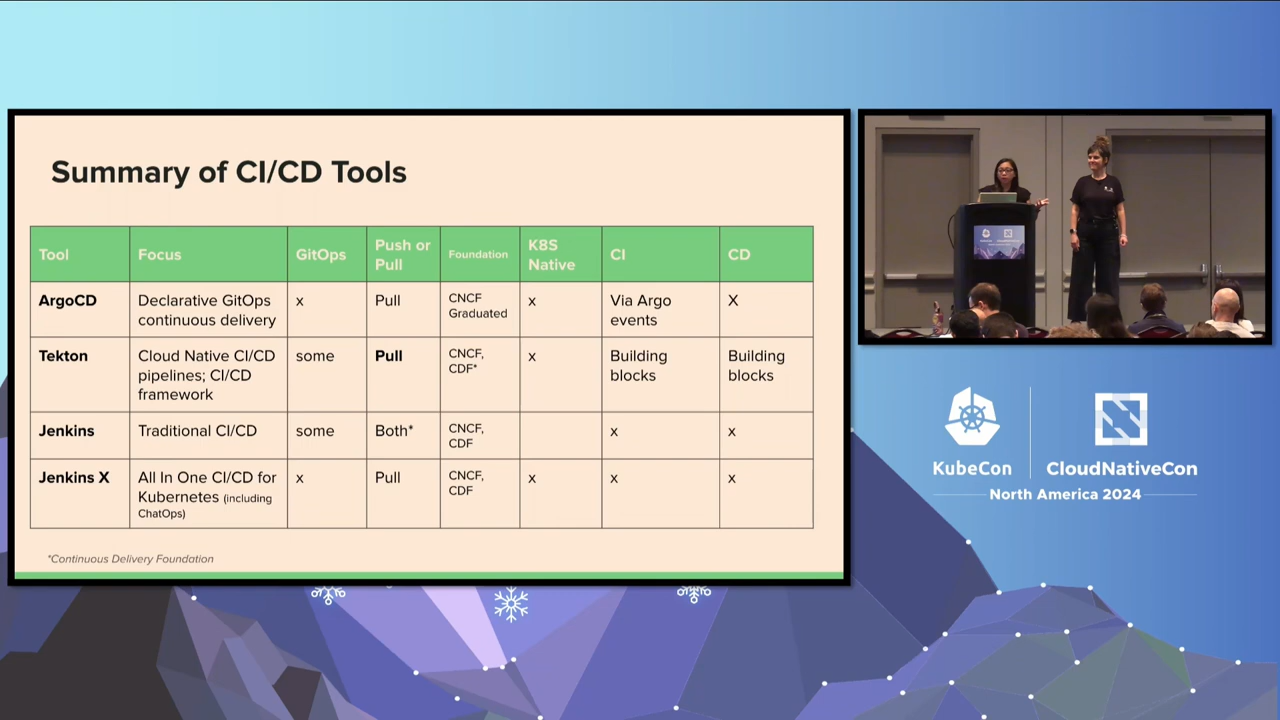 Summary of CI/CD Tools
Tool Focus GitOps Push or Pull Foundation K8S Native CI CD
ArgoCD Declarative GitOps continuous delivery x Pull CNCF Graduated x Via Argo events X
Tekton Cloud Native CI/CD pipelines; CI/CD framework some Pull CNCF, CDF* x Building blocks Building blocks
Jenkins Traditional CI/CD some Both* CNCF, CDF x x
Jenkins X All In One CI/CD for Kubernetes (including ChatOps) x Pull CNCF, CDF x x x
*Continuous Delivery Foundation
KubeCon
CloudNativeCon
North America 2024